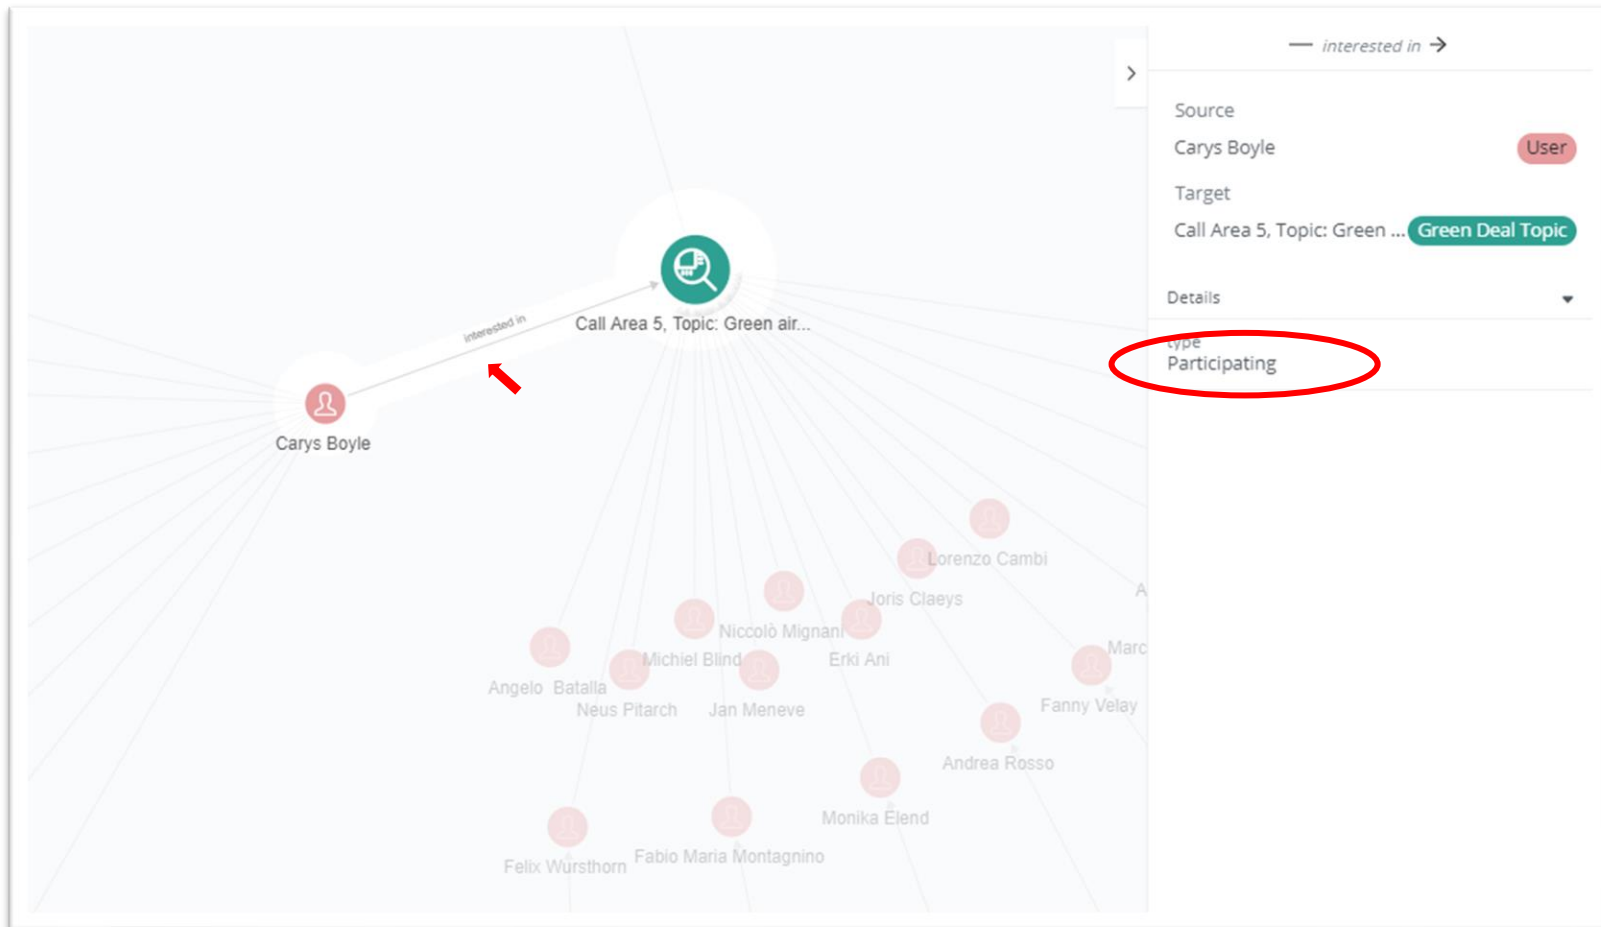 interested in
Source
Carys Boyle User
Target
Call Area 5, Topic: Green ... Green Deal Topic
Details
type
Participating
interested in
Call Area 5, Topic: Green air...
Carys Boyle
Lorenzo Cambi
Joris Claeys
A
Niccolò Mignani
Marc
Michiel Blind
Erki Ani
Angelo Batalla
Neus Pitarch
Jan Meneve
Fanny Velay
Andrea Rosso
Monika Elend
Fabio Maria Montagnino
Felix Wursthorn